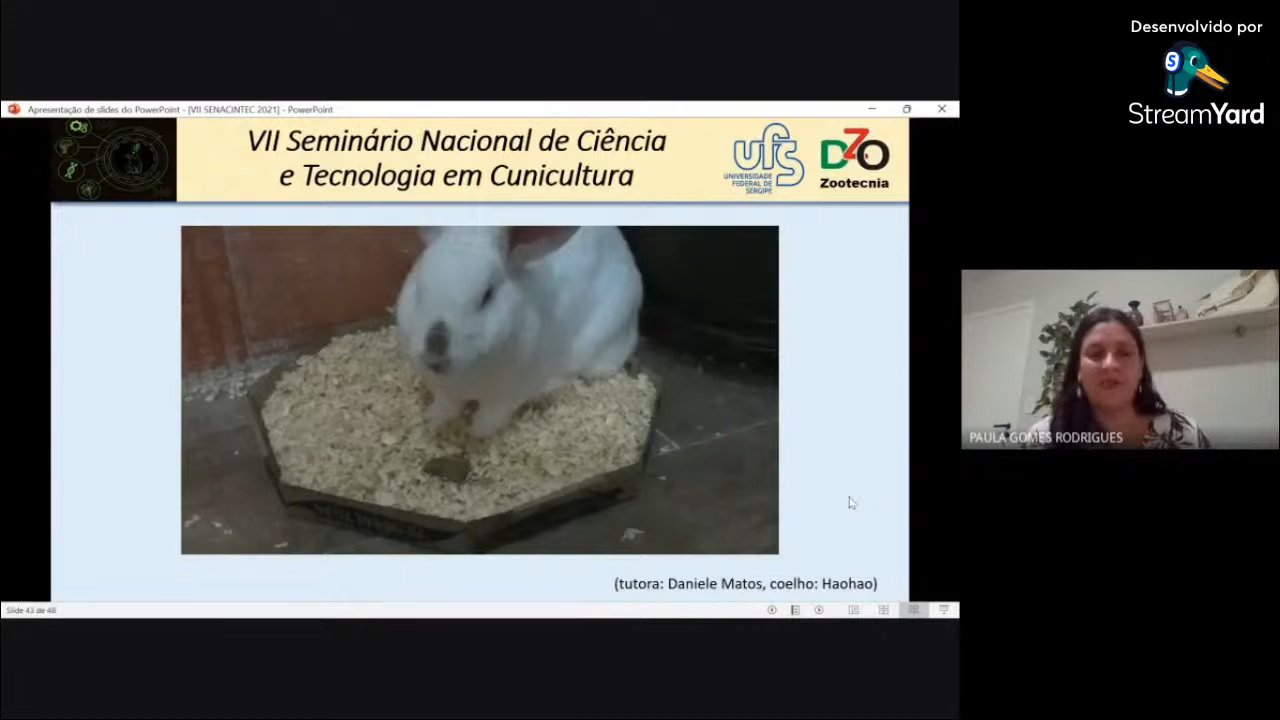 Desenvolvido por
StreamYard
Apresentação de slides do PowerPoint - [VII SENACINTEC 2021] - PowerPoint
VII Seminário Nacional de Ciência
e Tecnologia em Cunicultura
ufs
UNIVERSIDADE
FEDERAL DE
SERGIPE
DZO
Zootecnia
PAULA GOMES RODRIGUES
(tutora: Daniele Matos, coelho: Haohao)
Slide 43 de 48